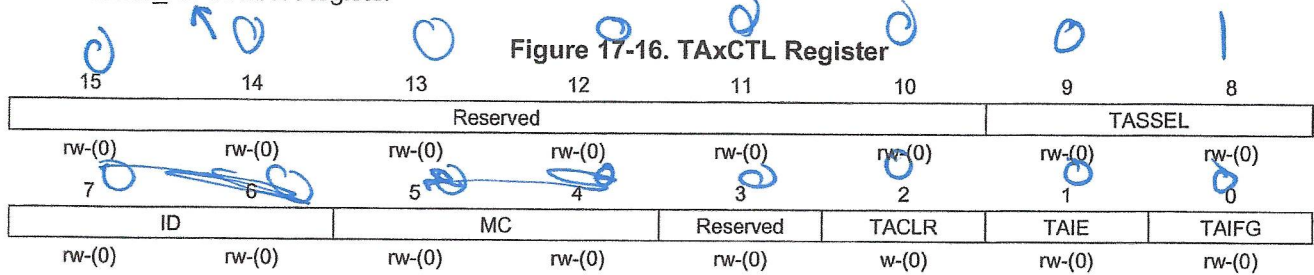 0 0 0 0 0 0 0 1
Figure 17-16. TAxCTL Register
15 14 13 12 11 10 9 8
Reserved TASSEL
rw-(0) rw-(0) rw-(0) rw-(0) rw-(0) rw-(0) rw-(0) rw-(0)
0 0 0 0 0 0
7 6 5 4 3 2 1 0
ID MC Reserved TACLR TAIE TAIFG
rw-(0) rw-(0) rw-(0) rw-(0) rw-(0) w-(0) rw-(0) rw-(0)